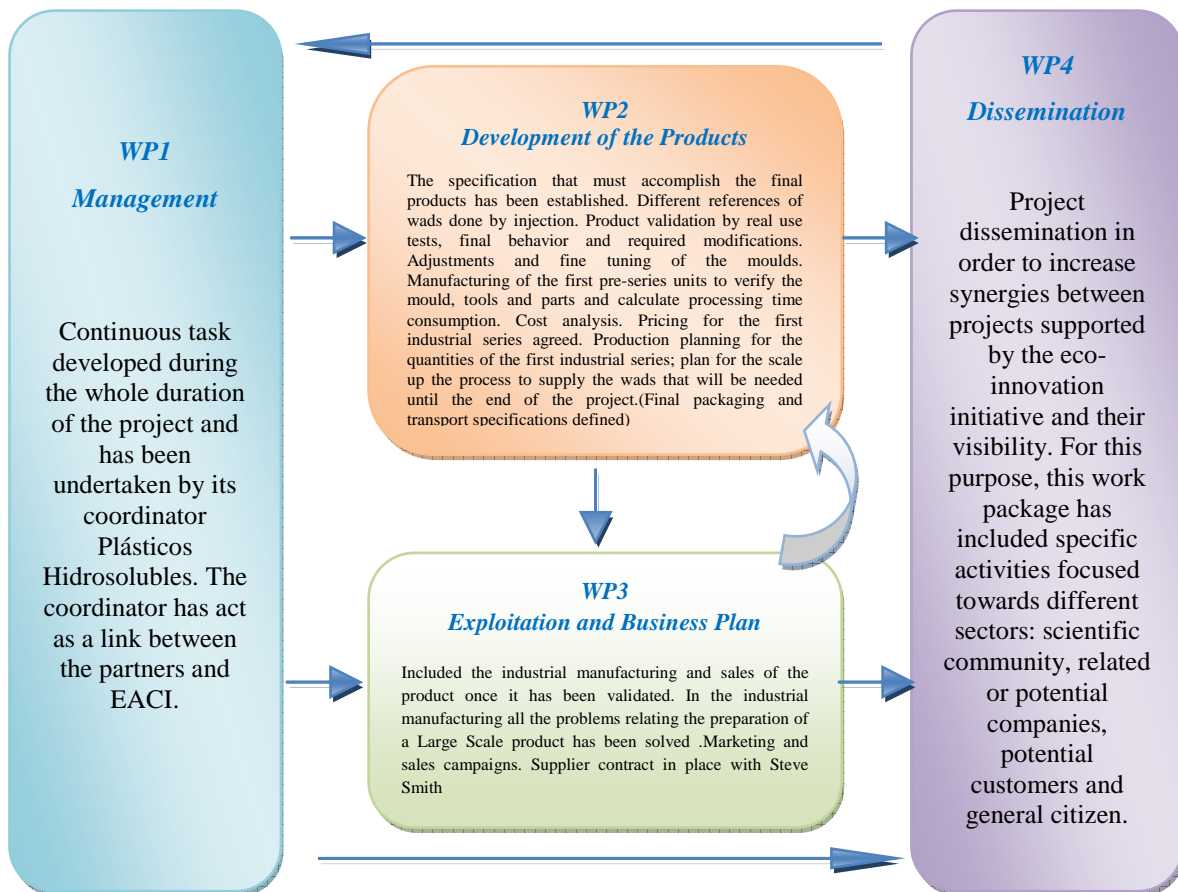 WP1
Management
Continuous task
developed during
the whole duration
of the project and
has been
undertaken by its
coordinator
Plásticos
Hidrosolubles. The
coordinator has act
as a link between
the partners and
EACI.
WP2
Development of the Products
The specification that must accomplish the final
products has been established. Different references of
wads done by injection. Product validation by real use
tests, final behavior and required modifications.
Adjustments and fine tuning of the moulds.
Manufacturing of the first pre-series units to verify the
mould, tools and parts and calculate processing time
consumption. Cost analysis. Pricing for the first
industrial series agreed. Production planning for the
quantities of the first industrial series; plan for the scale
up the process to supply the wads that will be needed
until the end of the project.(Final packaging and
transport specifications defined)
WP3
Exploitation and Business Plan
Included the industrial manufacturing and sales of the
product once it has been validated. In the industrial
manufacturing all the problems relating the preparation of
a Large Scale product has been solved .Marketing and
sales campaigns. Supplier contract in place with Steve
Smith
WP4
Dissemination
Project
dissemination in
order to increase
synergies between
projects supported
by the eco-
innovation
initiative and their
visibility. For this
purpose, this work
package has
included specific
activities focused
towards different
sectors: scientific
community, related
or potential
companies,
potential
customers and
general citizen.